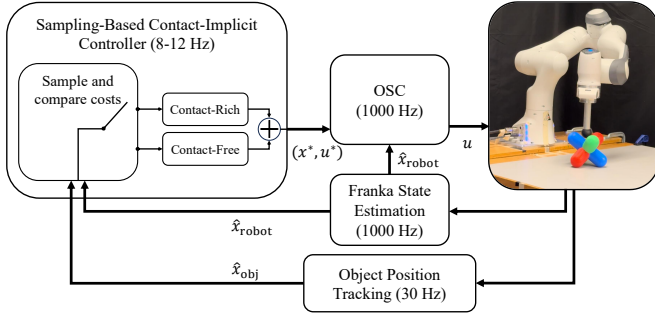 Sampling-Based Contact-Implicit
Controller (8-12 Hz)
Sample and
compare costs
Contact-Rich
Contact-Free
(x*, u*)
OSC
(1000 Hz)
u
x̂robot
Franka State
Estimation
(1000 Hz)
x̂robot
x̂obj
Object Position
Tracking (30 Hz)